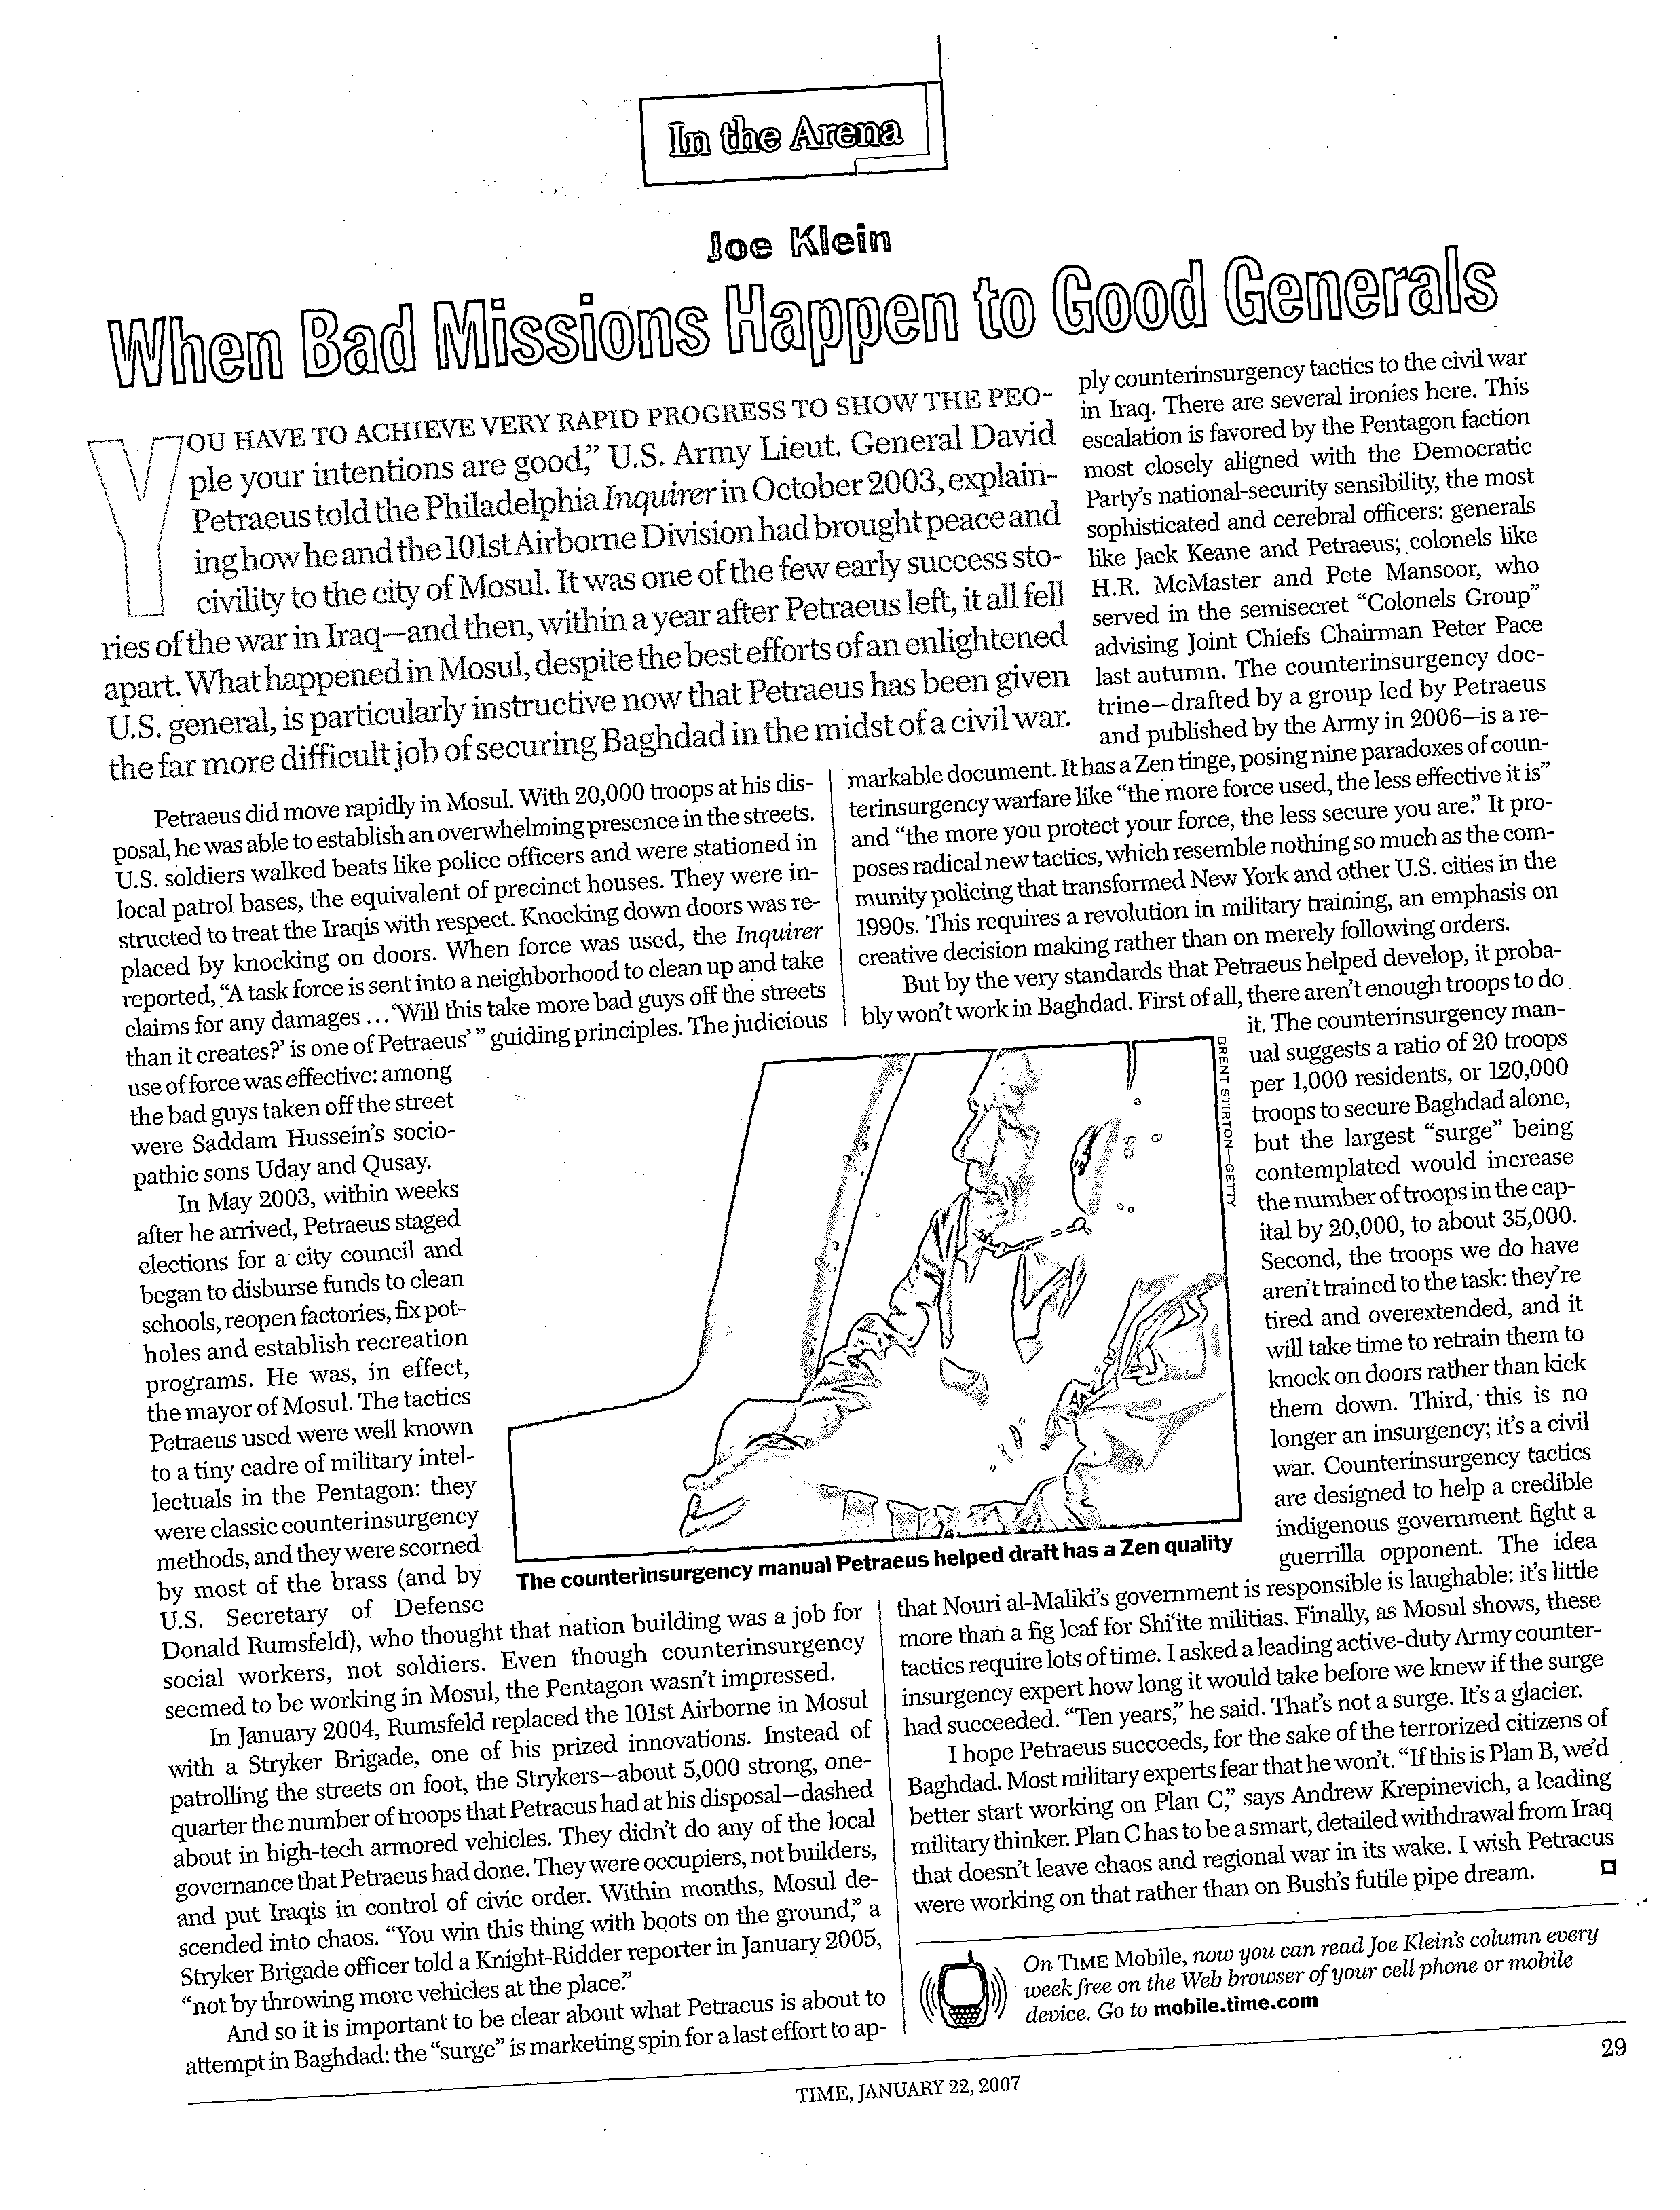 In the Arena
Joe Klein
When Bad Missions Happen to Good Generals
YOU HAVE TO ACHIEVE VERY RAPID PROGRESS TO SHOW THE PEO-
ple your intentions are good,” U.S. Army Lieut. General David
Petraeus told the Philadelphia Inquirer in October 2003, explain-
ing how he and the 101st Airborne Division had brought peace and
civility to the city of Mosul. It was one of the few early success sto-
ries of the war in Iraq—and then, within a year after Petraeus left, it all fell
apart. What happened in Mosul, despite the best efforts of an enlightened
U.S. general, is particularly instructive now that Petraeus has been given
the far more difficult job of securing Baghdad in the midst of a civil war.
Petraeus did move rapidly in Mosul. With 20,000 troops at his dis-
posal, he was able to establish an overwhelming presence in the streets.
U.S. soldiers walked beats like police officers and were stationed in
local patrol bases, the equivalent of precinct houses. They were in-
structed to treat the Iraqis with respect. Knocking down doors was re-
placed by knocking on doors. When force was used, the Inquirer
reported, “A task force is sent into a neighborhood to clean up and take
claims for any damages ... ‘Will this take more bad guys off the streets
than it creates?’ is one of Petraeus’ ” guiding principles. The judicious
use of force was effective: among
the bad guys taken off the street
were Saddam Hussein’s socio-
pathic sons Uday and Qusay.
In May 2003, within weeks
after he arrived, Petraeus staged
elections for a city council and
began to disburse funds to clean
schools, reopen factories, fix pot-
holes and establish recreation
programs. He was, in effect,
the mayor of Mosul. The tactics
Petraeus used were well known
to a tiny cadre of military intel-
lectuals in the Pentagon: they
were classic counterinsurgency
methods, and they were scorned
by most of the brass (and by
U.S. Secretary of Defense
Donald Rumsfeld), who thought that nation building was a job for
social workers, not soldiers. Even though counterinsurgency
seemed to be working in Mosul, the Pentagon wasn’t impressed.
In January 2004, Rumsfeld replaced the 101st Airborne in Mosul
with a Stryker Brigade, one of his prized innovations. Instead of
patrolling the streets on foot, the Strykers—about 5,000 strong, one-
quarter the number of troops that Petraeus had at his disposal—dashed
about in high-tech armored vehicles. They didn’t do any of the local
governance that Petraeus had done. They were occupiers, not builders,
and put Iraqis in control of civic order. Within months, Mosul de-
scended into chaos. “You win this thing with boots on the ground,” a
Stryker Brigade officer told a Knight-Ridder reporter in January 2005,
“not by throwing more vehicles at the place.”
And so it is important to be clear about what Petraeus is about to
attempt in Baghdad: the “surge” is marketing spin for a last effort to ap-
ply counterinsurgency tactics to the civil war
in Iraq. There are several ironies here. This
escalation is favored by the Pentagon faction
most closely aligned with the Democratic
Party’s national-security sensibility, the most
sophisticated and cerebral officers: generals
like Jack Keane and Petraeus; colonels like
H.R. McMaster and Pete Mansoor, who
served in the semisecret “Colonels Group”
advising Joint Chiefs Chairman Peter Pace
last autumn. The counterinsurgency doc-
trine—drafted by a group led by Petraeus
and published by the Army in 2006—is a re-
markable document. It has a Zen tinge, posing nine paradoxes of coun-
terinsurgency warfare like “the more force used, the less effective it is”
and “the more you protect your force, the less secure you are.” It pro-
poses radical new tactics, which resemble nothing so much as the com-
munity policing that transformed New York and other U.S. cities in the
1990s. This requires a revolution in military training, an emphasis on
creative decision making rather than on merely following orders.
But by the very standards that Petraeus helped develop, it proba-
bly won’t work in Baghdad. First of all, there aren’t enough troops to do
it. The counterinsurgency man-
ual suggests a ratio of 20 troops
per 1,000 residents, or 120,000
troops to secure Baghdad alone,
but the largest “surge” being
contemplated would increase
the number of troops in the cap-
ital by 20,000, to about 35,000.
Second, the troops we do have
aren’t trained to the task: they’re
tired and overextended, and it
will take time to retrain them to
knock on doors rather than kick
them down. Third, this is no
longer an insurgency; it’s a civil
war. Counterinsurgency tactics
are designed to help a credible
indigenous government fight a
guerrilla opponent. The idea
that Nouri al-Maliki’s government is responsible is laughable: it’s little
more than a fig leaf for Shi‘ite militias. Finally, as Mosul shows, these
tactics require lots of time. I asked a leading active-duty Army counter-
insurgency expert how long it would take before we knew if the surge
had succeeded. “Ten years,” he said. That’s not a surge. It’s a glacier.
I hope Petraeus succeeds, for the sake of the terrorized citizens of
Baghdad. Most military experts fear that he won’t. “If this is Plan B, we’d
better start working on Plan C,” says Andrew Krepinevich, a leading
military thinker. Plan C has to be a smart, detailed withdrawal from Iraq
that doesn’t leave chaos and regional war in its wake. I wish Petraeus
were working on that rather than on Bush’s futile pipe dream.
BRENT STIRTON—GETTY
The counterinsurgency manual Petraeus helped draft has a Zen quality
On TIME Mobile, now you can read Joe Klein’s column every
week free on the Web browser of your cell phone or mobile
device. Go to mobile.time.com
TIME, JANUARY 22, 2007
29